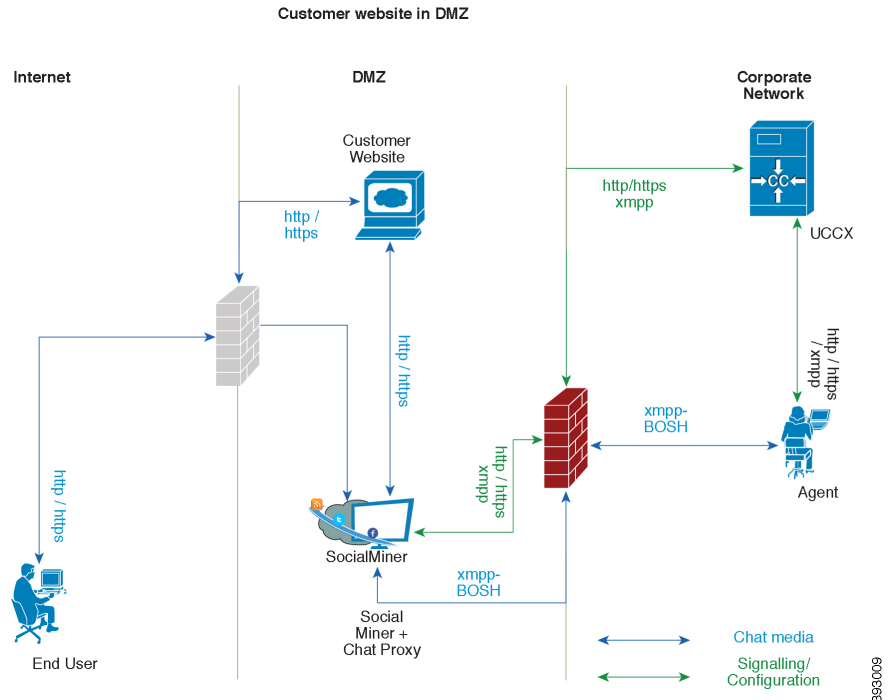 Customer website in DMZ
Internet
DMZ
Corporate
Network
Customer
Website
http /
https
http/https
xmpp
CC
UCCX
http / https
http / https
/ xmpp
xmpp-
BOSH
http / https
xmpp
Agent
http / https
SocialMiner
xmpp-
BOSH
Social
Miner +
Chat Proxy
End User
Chat media
Signalling/
Configuration
393009